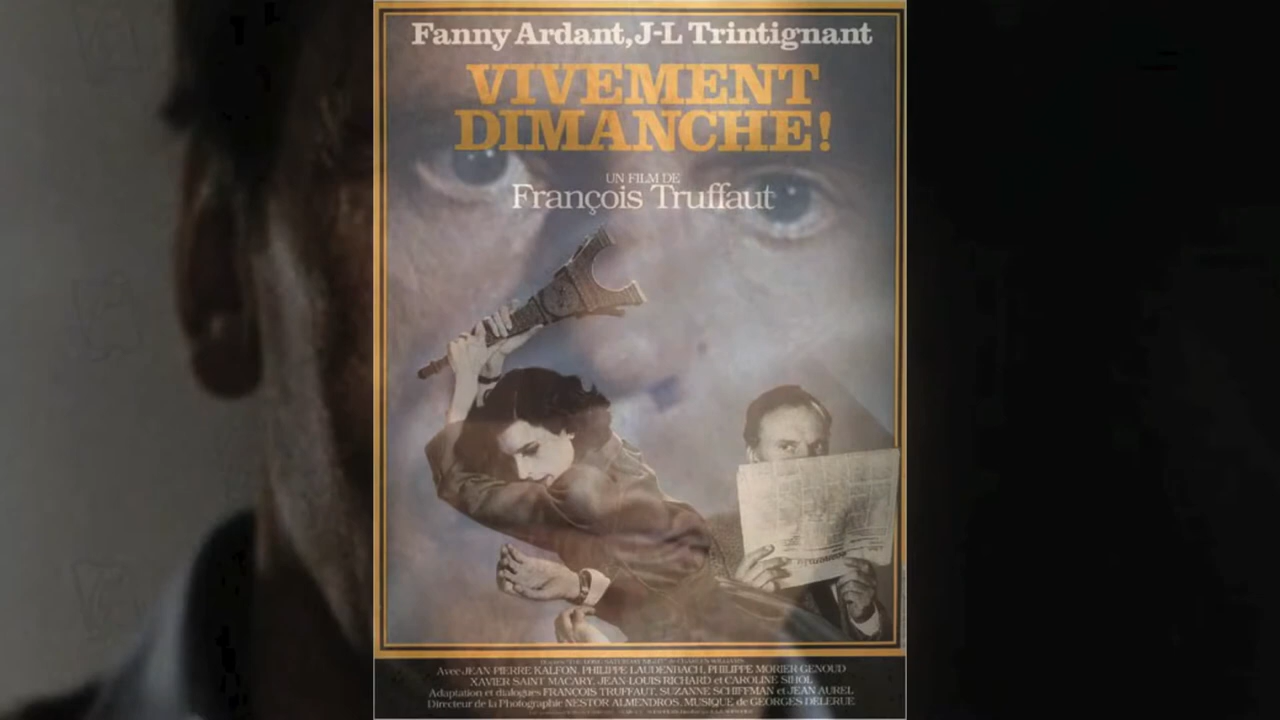 Fanny Ardant, J-L Trintignant
VIVEMENT
DIMANCHE!
UN FILM DE
François Truffaut
Avec JEAN PIERRE KALFON, PHILIPPE LAUDENBACH, PHILIPPE MORIER-GENOUD
XAVIER SAINT MACARY, JEAN-LOUIS RICHARD et CAROLINE SIHOL
Adaptation et dialogues FRANÇOIS TRUFFAUT, SUZANNE SCHIFFMAN et JEAN AUREL
Directeur de la Photographie NESTOR ALMENDROS, MUSIQUE de GEORGES DELERUE